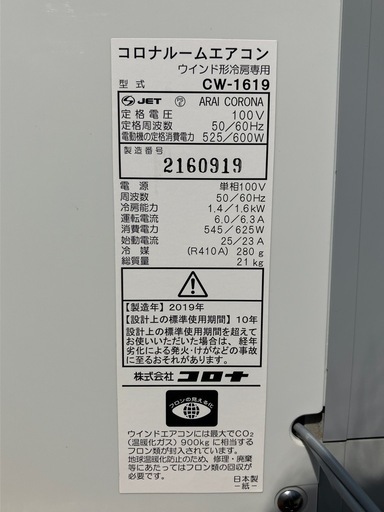 コロナルームエアコン
ウインド形冷房専用
型式 CW-1619
JET ARAI CORONA
定格電圧 100V
定格周波数 50/60Hz
電動機の定格消費電力 525/600W
製造番号
2160919
電源 単相100V
周波数 50/60Hz
冷房能力 1.4/1.6kW
運転電流 6.0/6.3A
消費電力 545/625W
始動電流 25/23A
冷媒 (R410A) 280g
総質量 21kg
【製造年】2019年
【設計上の標準使用期間】10年
設計上の標準使用期間を超えて
お使いいただいた場合は、経年
劣化による発火・けがなどの事故
に至るおそれがあります。
株式会社コロナ
フロンの見える化
ウインドエアコンには最大でCO₂
(温暖化ガス) 900kgに相当する
フロン類が封入されています。
地球温暖化防止のため、修理・廃棄
等にあたってはフロン類の回収が
必要です。
日本製
-紙-